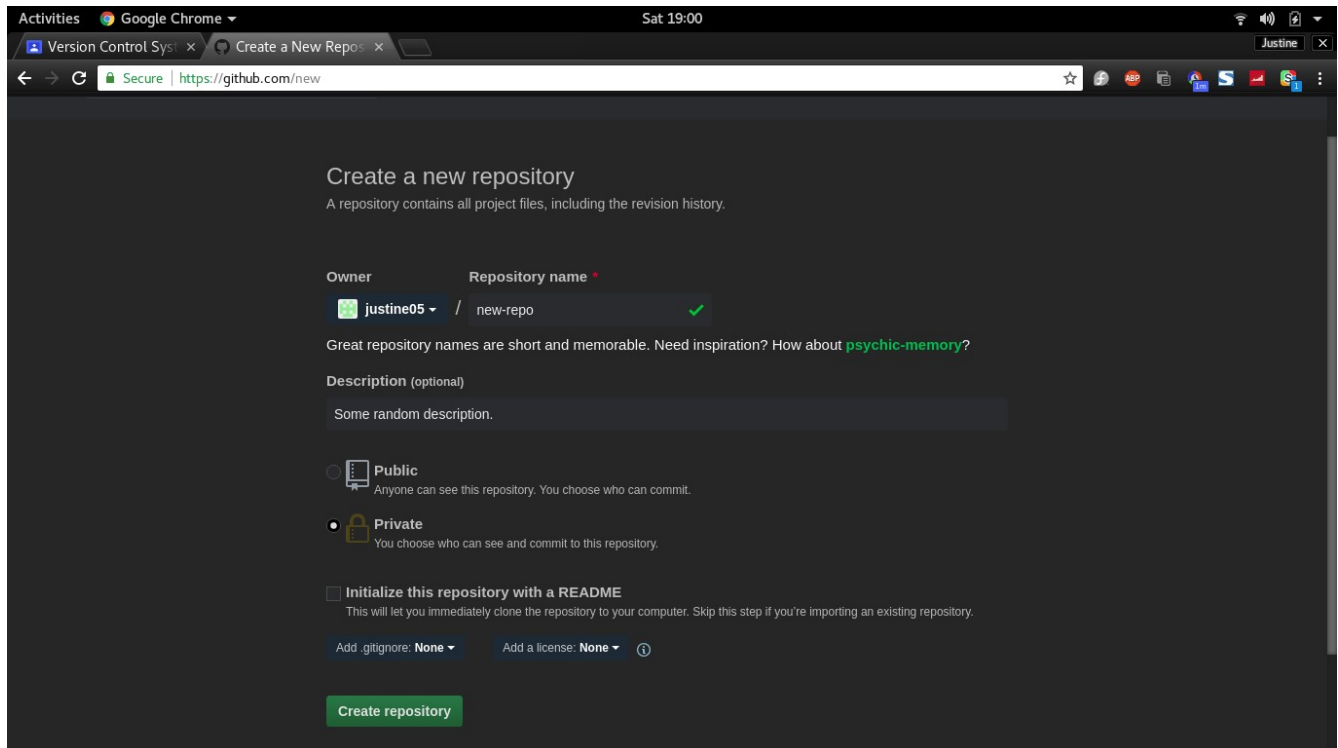 Activities Google Chrome Sat 19:00
Version Control Syst Create a New Repos Justine
Secure https://github.com/new ABP 1m S 1
Create a new repository
A repository contains all project files, including the revision history.
Owner Repository name *
justine05 / new-repo
Great repository names are short and memorable. Need inspiration? How about psychic-memory?
Description (optional)
Some random description.
Public
Anyone can see this repository. You choose who can commit.
Private
You choose who can see and commit to this repository.
Initialize this repository with a README
This will let you immediately clone the repository to your computer. Skip this step if you’re importing an existing repository.
Add .gitignore: None Add a license: None
Create repository